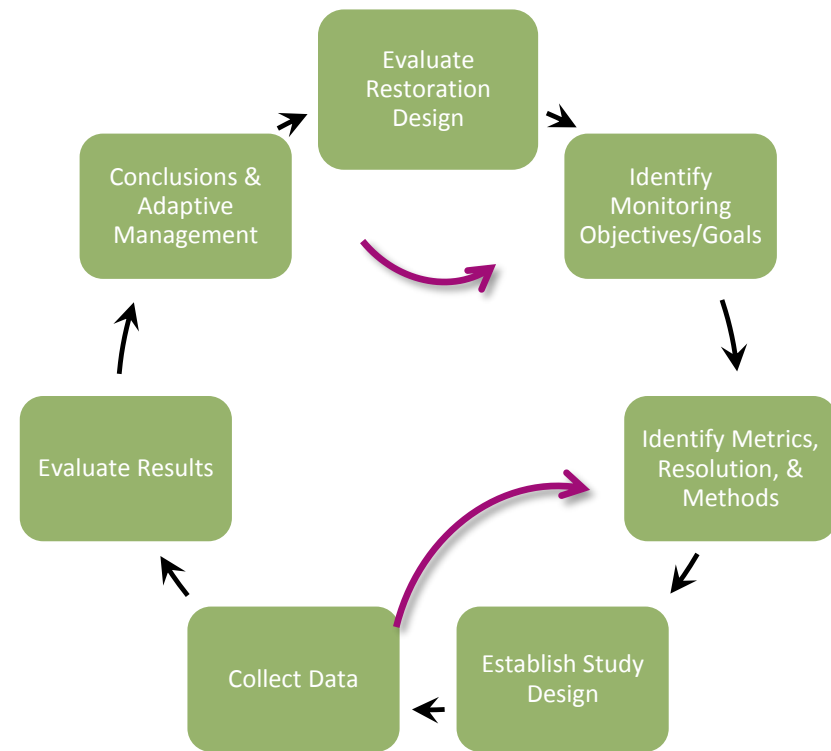 Evaluate
Restoration
Design
Identify
Monitoring
Objectives/Goals
Identify Metrics,
Resolution, &
Methods
Establish Study
Design
Collect Data
Evaluate Results
Conclusions &
Adaptive
Management